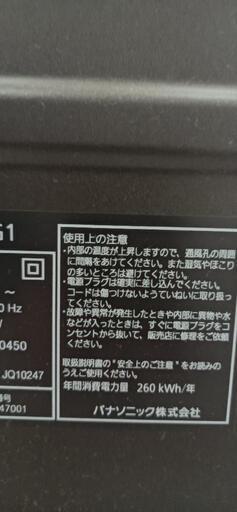 G1
使用上の注意
・内部の温度が上昇しますので、通風孔の周囲
に間隔をあけてください。また湿気やほこり
の多いところは避けてください。
・電源プラグは確実に差し込んでください。
コードは傷つけないようていねいに取り扱っ
てください。
・故障や異常が発生したときや内部に異物や水
などが入ったときは、すぐに電源プラグをコ
ンセントから抜いて、販売店に修理をご依頼
ください。
取扱説明書の"安全上のご注意"をお読みの
うえご使用ください。
年間消費電力量 260 kWh/年
パナソニック株式会社
～
0 Hz
0450
JQ10247
番号
47001